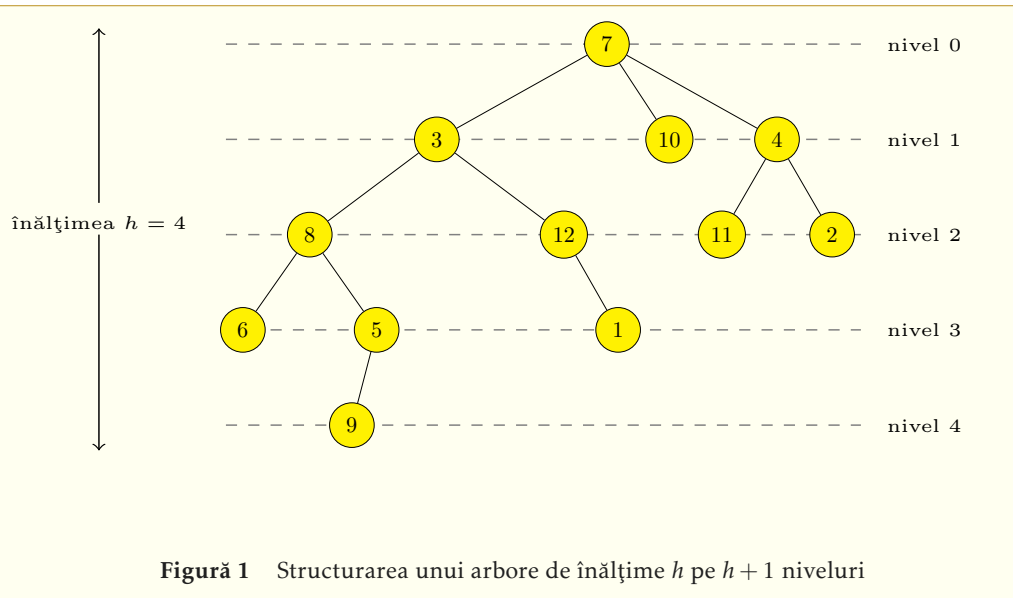 7 nivel 0
3 10 4 nivel 1
înălţimea h = 4
8 12 11 2 nivel 2
6 5 1 nivel 3
9 nivel 4
Figură 1 Structurarea unui arbore de înălţime h pe h + 1 niveluri